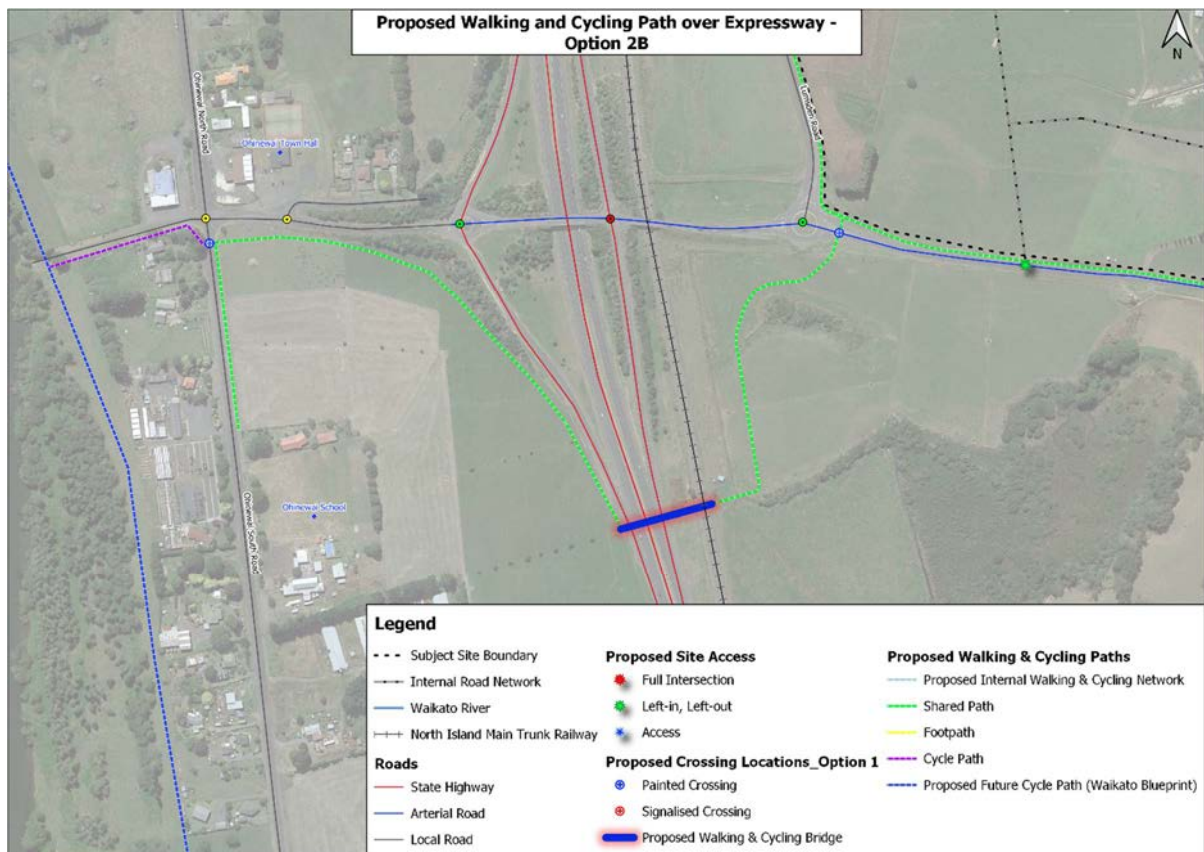 Proposed Walking and Cycling Path over Expressway -
Option 2B
N
Ohinewai North Road
Lumsden Road
Ohinewai Town Hall
Ohinewai School
Ohinewai South Road
Legend
Subject Site Boundary
Internal Road Network
Waikato River
North Island Main Trunk Railway
Roads
State Highway
Arterial Road
Local Road
Proposed Site Access
Full Intersection
Left-in, Left-out
Access
Proposed Crossing Locations_Option 1
Painted Crossing
Signalised Crossing
Proposed Walking & Cycling Bridge
Proposed Walking & Cycling Paths
Proposed Internal Walking & Cycling Network
Shared Path
Footpath
Cycle Path
Proposed Future Cycle Path (Waikato Blueprint)